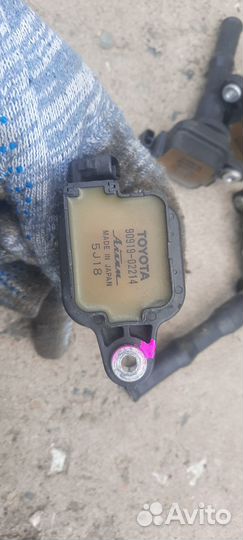 TOYOTA
90919-02214
Aisan
MADE IN JAPAN
5J18
Avito